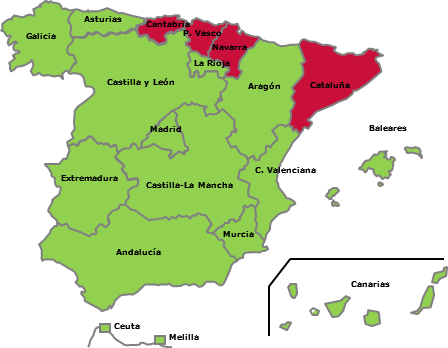 Asturias
Cantabria
P. Vasco
Galicia
Navarra
La Rioja
Castilla y León
Aragón
Cataluña
Madrid
Baleares
C. Valenciana
Extremadura
Castilla-La Mancha
Murcia
Andalucía
Canarias
Ceuta
Melilla